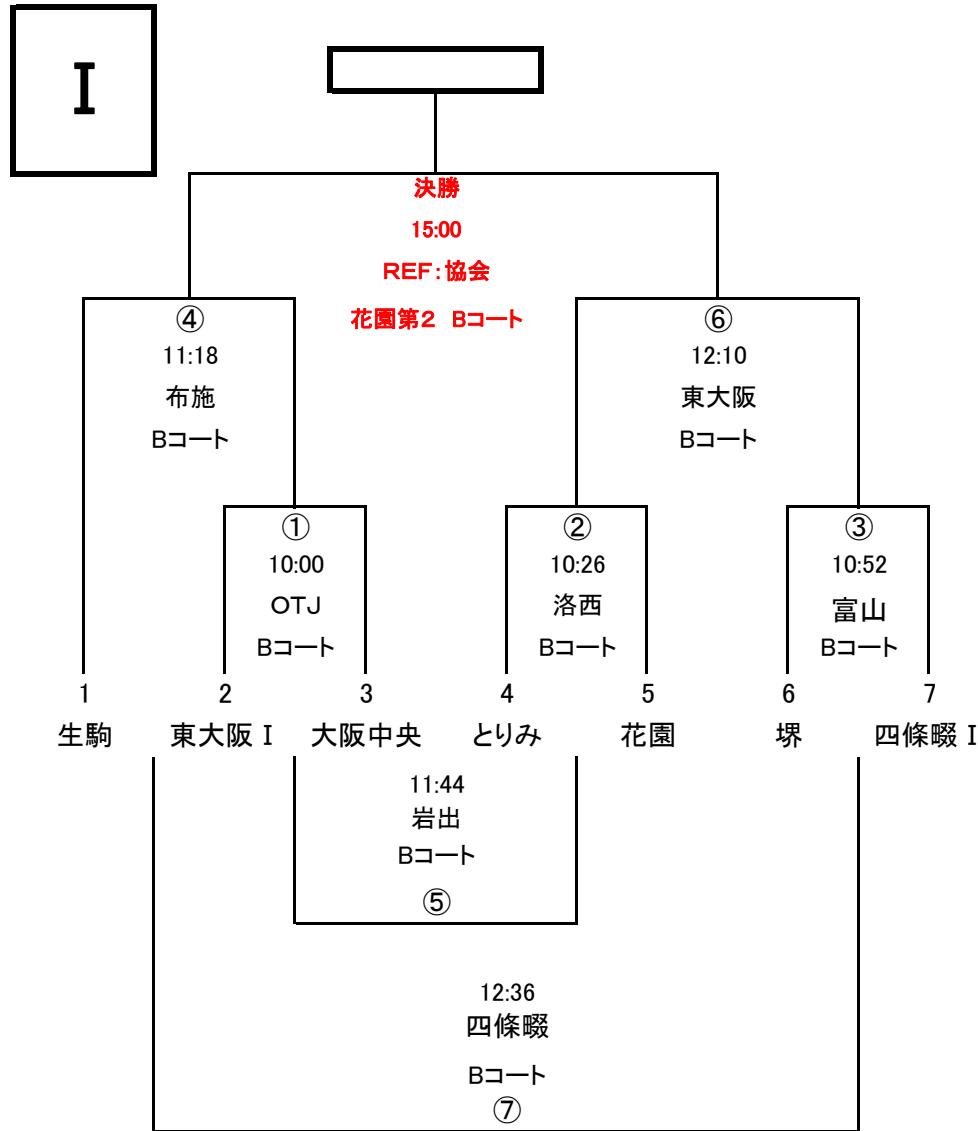 I
決勝
15:00
REF:協会
花園第2 Bコート
④ ⑥
11:18 12:10
布施 東大阪
Bコート Bコート
① ② ③
10:00 10:26 10:52
OTJ 洛西 富山
Bコート Bコート Bコート
1 2 3 4 5 6 7
生駒 東大阪I 大阪中央 とりみ 花園 堺 四條畷I
11:44
岩出
Bコート
⑤
12:36
四條畷
Bコート
⑦